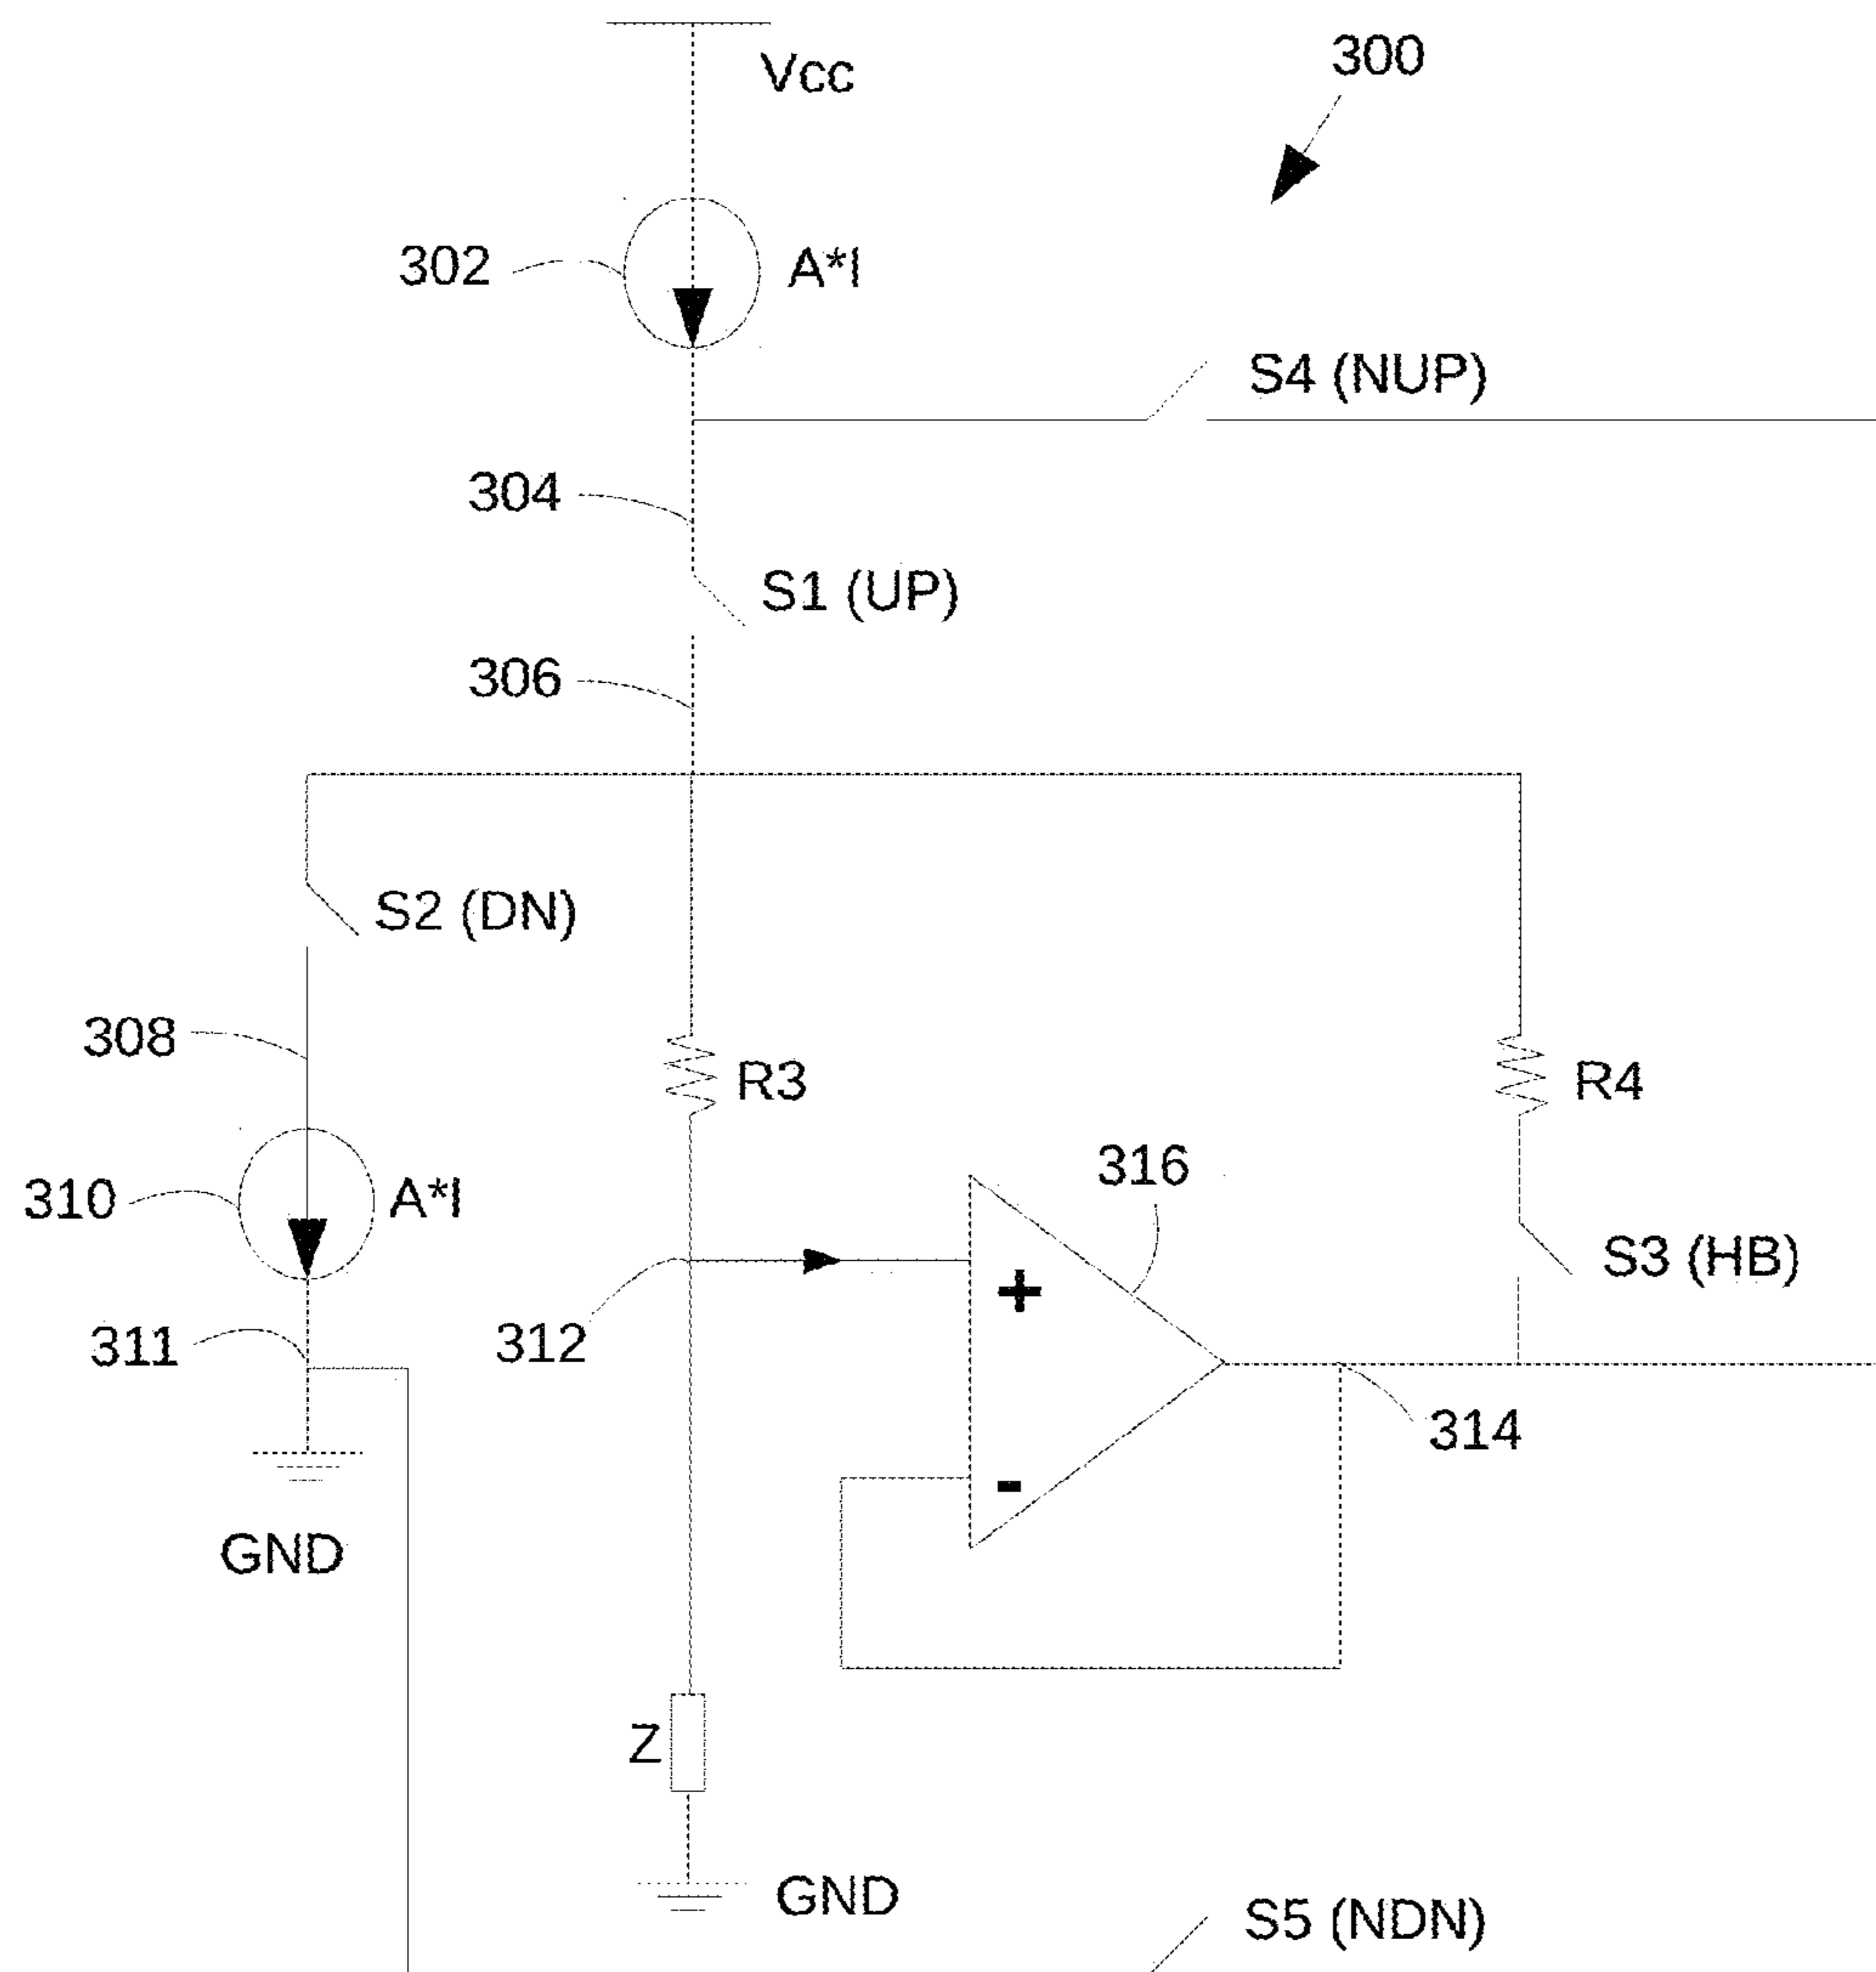 Vcc
300
302
A*I
S4 (NUP)
304
S1 (UP)
306
S2 (DN)
308
R3
R4
316
310
A*I
S3 (HB)
+
312
311
314
-
GND
Z
GND
S5 (NDN)